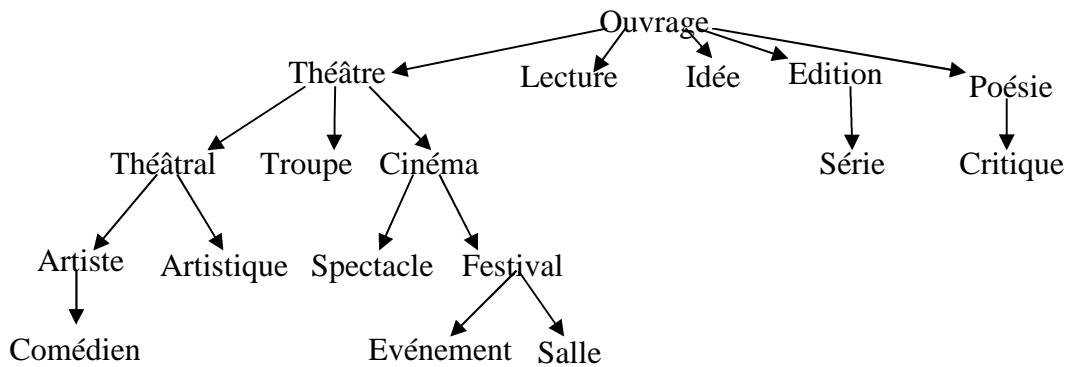 Ouvrage
Théâtre Lecture Idée Edition Poésie
Théâtral Troupe Cinéma Série Critique
Artiste Artistique Spectacle Festival
Comédien Evénement Salle